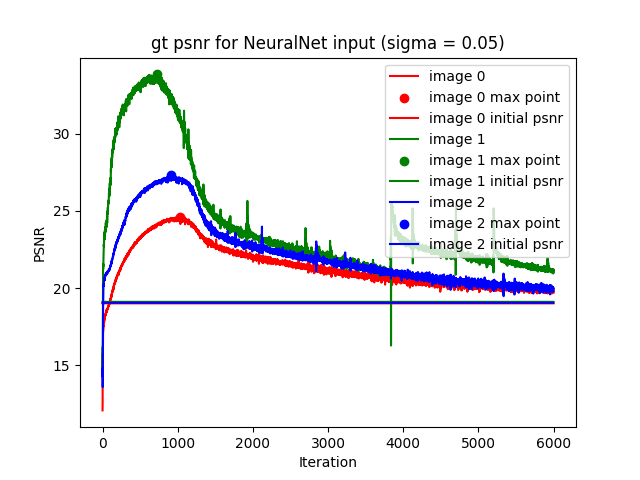 gt psnr for NeuralNet input (sigma = 0.05)
PSNR
30
25
20
15
image 0
image 0 max point
image 0 initial psnr
image 1
image 1 max point
image 1 initial psnr
image 2
image 2 max point
image 2 initial psnr
0 1000 2000 3000 4000 5000 6000
Iteration